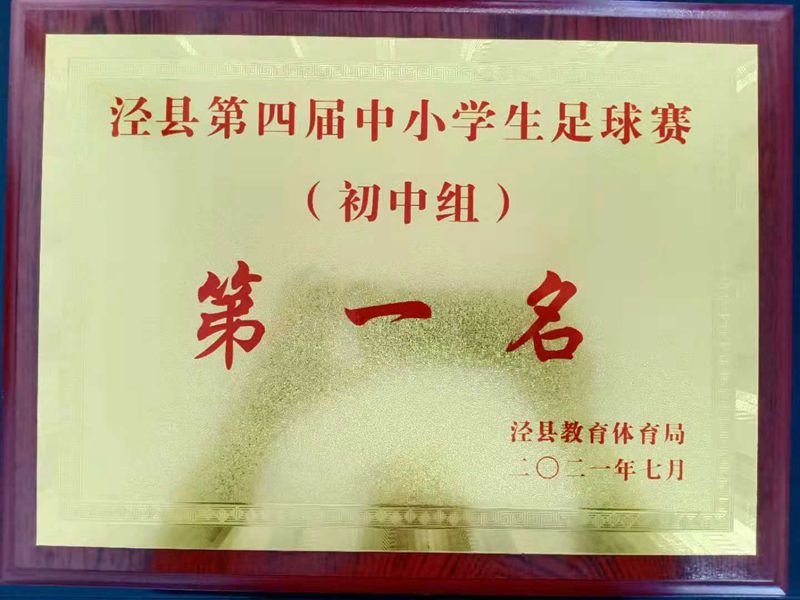 泾县第四届中小学生足球赛
（初中组）
第一名
泾县教育体育局
二〇二一年七月